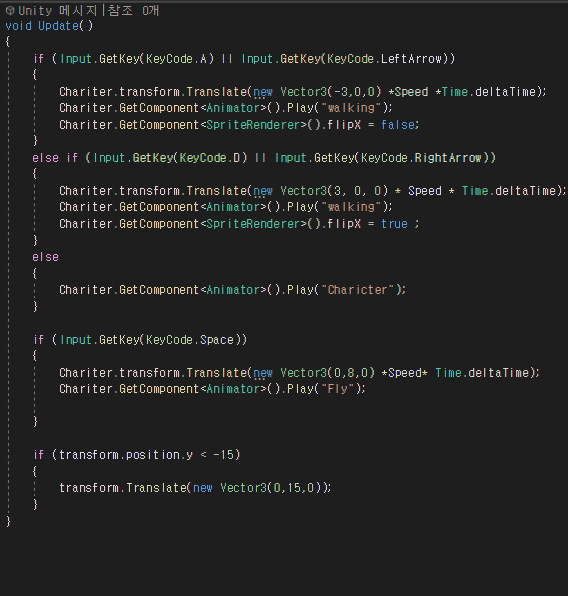 Unity 메시지|참조 0개
void Update()
{
if (Input.GetKey(KeyCode.A) || Input.GetKey(KeyCode.LeftArrow))
{
Chariter.transform.Translate(new Vector3(-3,0,0) *Speed *Time.deltaTime);
Chariter.GetComponent<Animator>().Play("walking");
Chariter.GetComponent<SpriteRenderer>().flipX = false;
}
else if (Input.GetKey(KeyCode.D) || Input.GetKey(KeyCode.RightArrow))
{
Chariter.transform.Translate(new Vector3(3, 0, 0) * Speed * Time.deltaTime);
Chariter.GetComponent<Animator>().Play("walking");
Chariter.GetComponent<SpriteRenderer>().flipX = true ;
}
else
{
Chariter.GetComponent<Animator>().Play("Charicter");
}
if (Input.GetKey(KeyCode.Space))
{
Chariter.transform.Translate(new Vector3(0,8,0) *Speed* Time.deltaTime);
Chariter.GetComponent<Animator>().Play("Fly");
}
if (transform.position.y < -15)
{
transform.Translate(new Vector3(0,15,0));
}
}